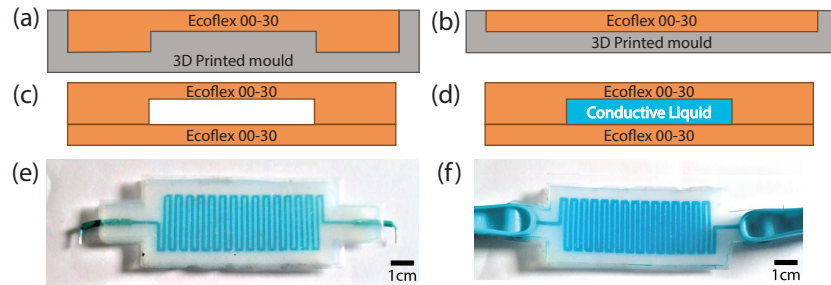 (a)
Ecoflex 00-30
3D Printed mould
(b)
Ecoflex 00-30
3D Printed mould
(c)
Ecoflex 00-30
Ecoflex 00-30
(d)
Ecoflex 00-30
Conductive Liquid
Ecoflex 00-30
(e)
1cm
(f)
1cm